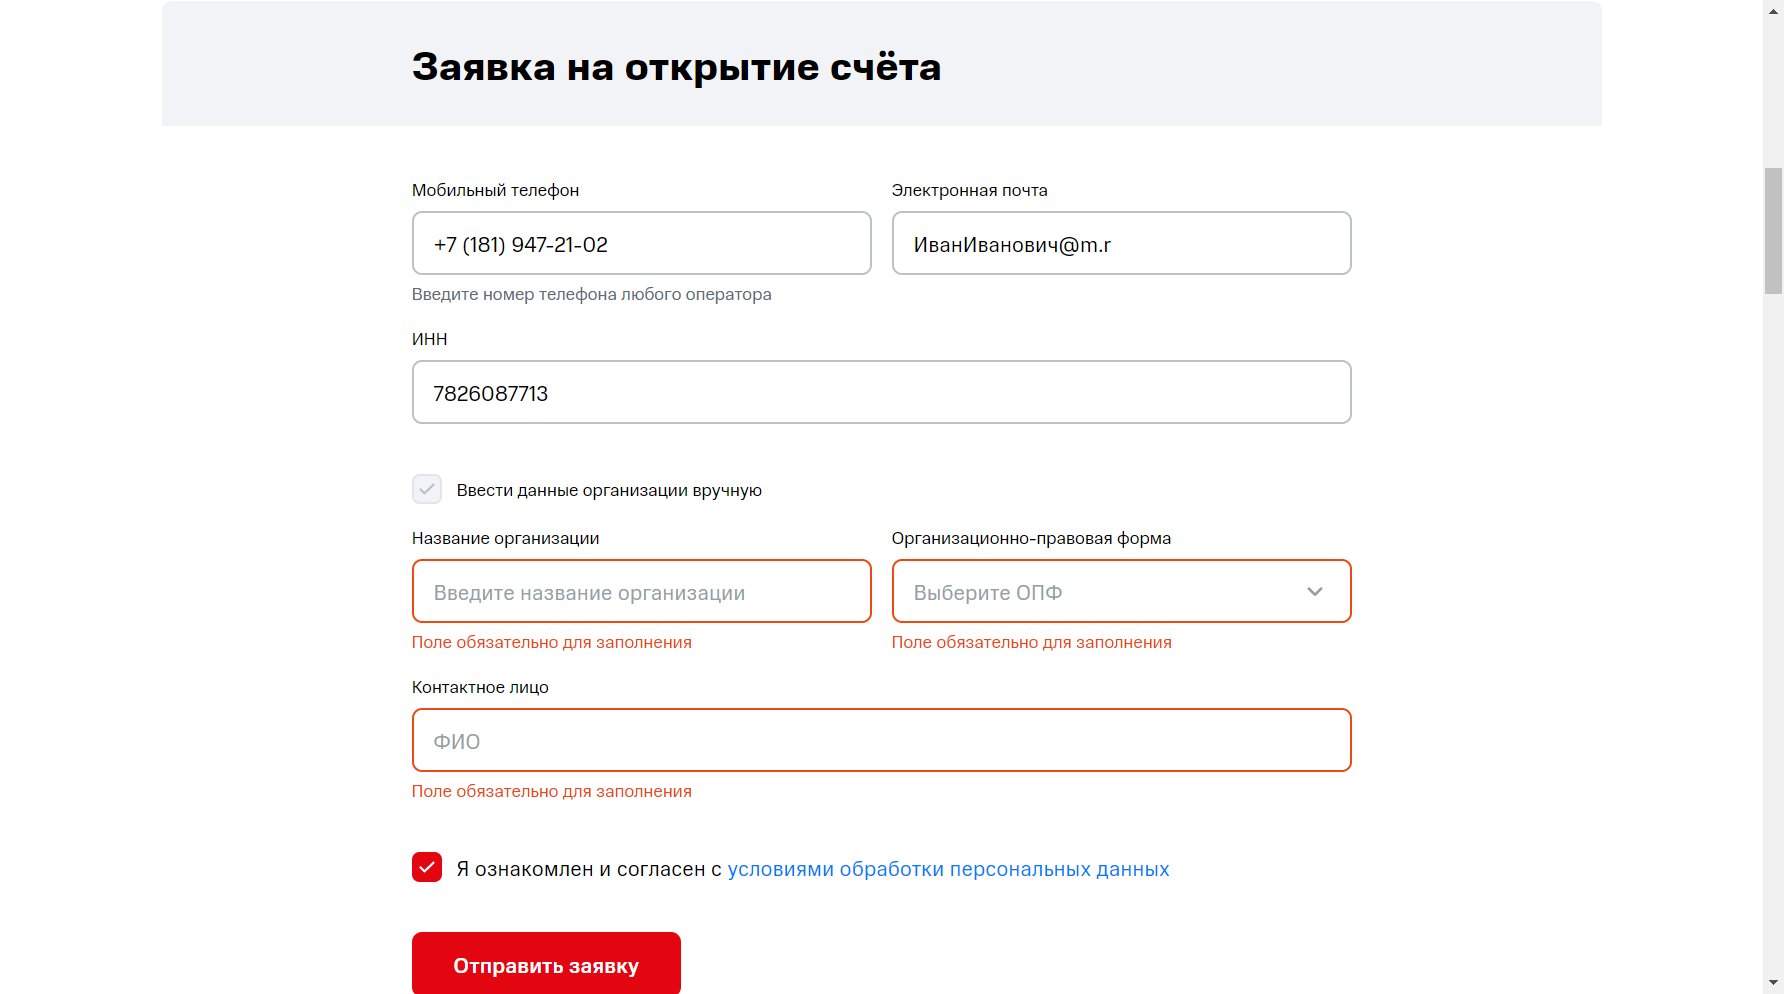 Заявка на открытие счёта
Мобильный телефон
Электронная почта
+7 (181) 947-21-02
ИванИванович@m.r
Введите номер телефона любого оператора
ИНН
7826087713
Ввести данные организации вручную
Название организации
Организационно-правовая форма
Введите название организации
Выберите ОПФ
Поле обязательно для заполнения
Поле обязательно для заполнения
Контактное лицо
ФИО
Поле обязательно для заполнения
Я ознакомлен и согласен с условиями обработки персональных данных
Отправить заявку